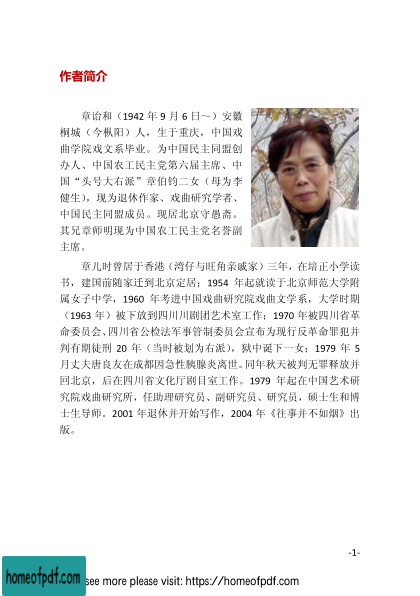 作者简介
章诒和（1942 年 9 月 6 日～）安徽
桐城（今枞阳）人，生于重庆，中国戏
曲学院戏文系毕业。为中国民主同盟创
办人、中国农工民主党第六届主席、中
国“头号大右派”章伯钧二女（母为李
健生），现为退休作家、戏曲研究学者、
中国民主同盟成员。现居北京守愚斋。
其兄章师明现为中国农工民主党名誉副
主席。
章儿时曾居于香港（湾仔与旺角亲戚家）三年，在培正小学读
书，建国前随家迁到北京定居；1954 年起就读于北京师范大学附
属女子中学，1960 年考进中国戏曲研究院戏曲文学系，大学时期
（1963 年）被下放到四川川剧团艺术室工作；1970 年被四川省革
命委员会、四川省公检法军事管制委员会宣布为现行反革命罪犯并
判有期徒刑 20 年（当时被划为右派），狱中诞下一女；1979 年 5
月丈夫唐良友在成都因急性胰腺炎离世。同年秋天被判无罪释放并
回北京，后在四川省文化厅剧目室工作。1979 年起在中国艺术研
究院戏曲研究所，任助理研究员、副研究员、研究员，硕士生和博
士生导师。2001 年退休并开始写作，2004 年《往事并不如烟》出
版。
-1-
homeofpdf.com see more please visit: https://homeofpdf.com